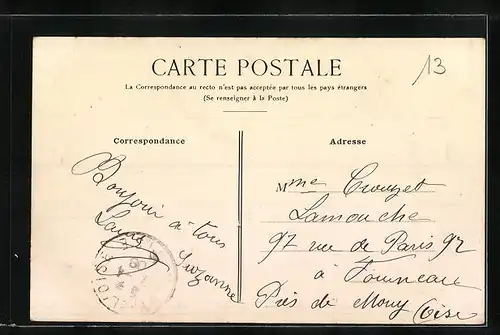 13
CARTE POSTALE
La Correspondance au recto n'est pas acceptée par tous les pays étrangers
(Se renseigner à la Poste)
Correspondance
Adresse
Bonjour à tous
Suzanne
Mme Crouzet
Lamouche
97 rue de Paris 97
à
Près de Mouy Oise